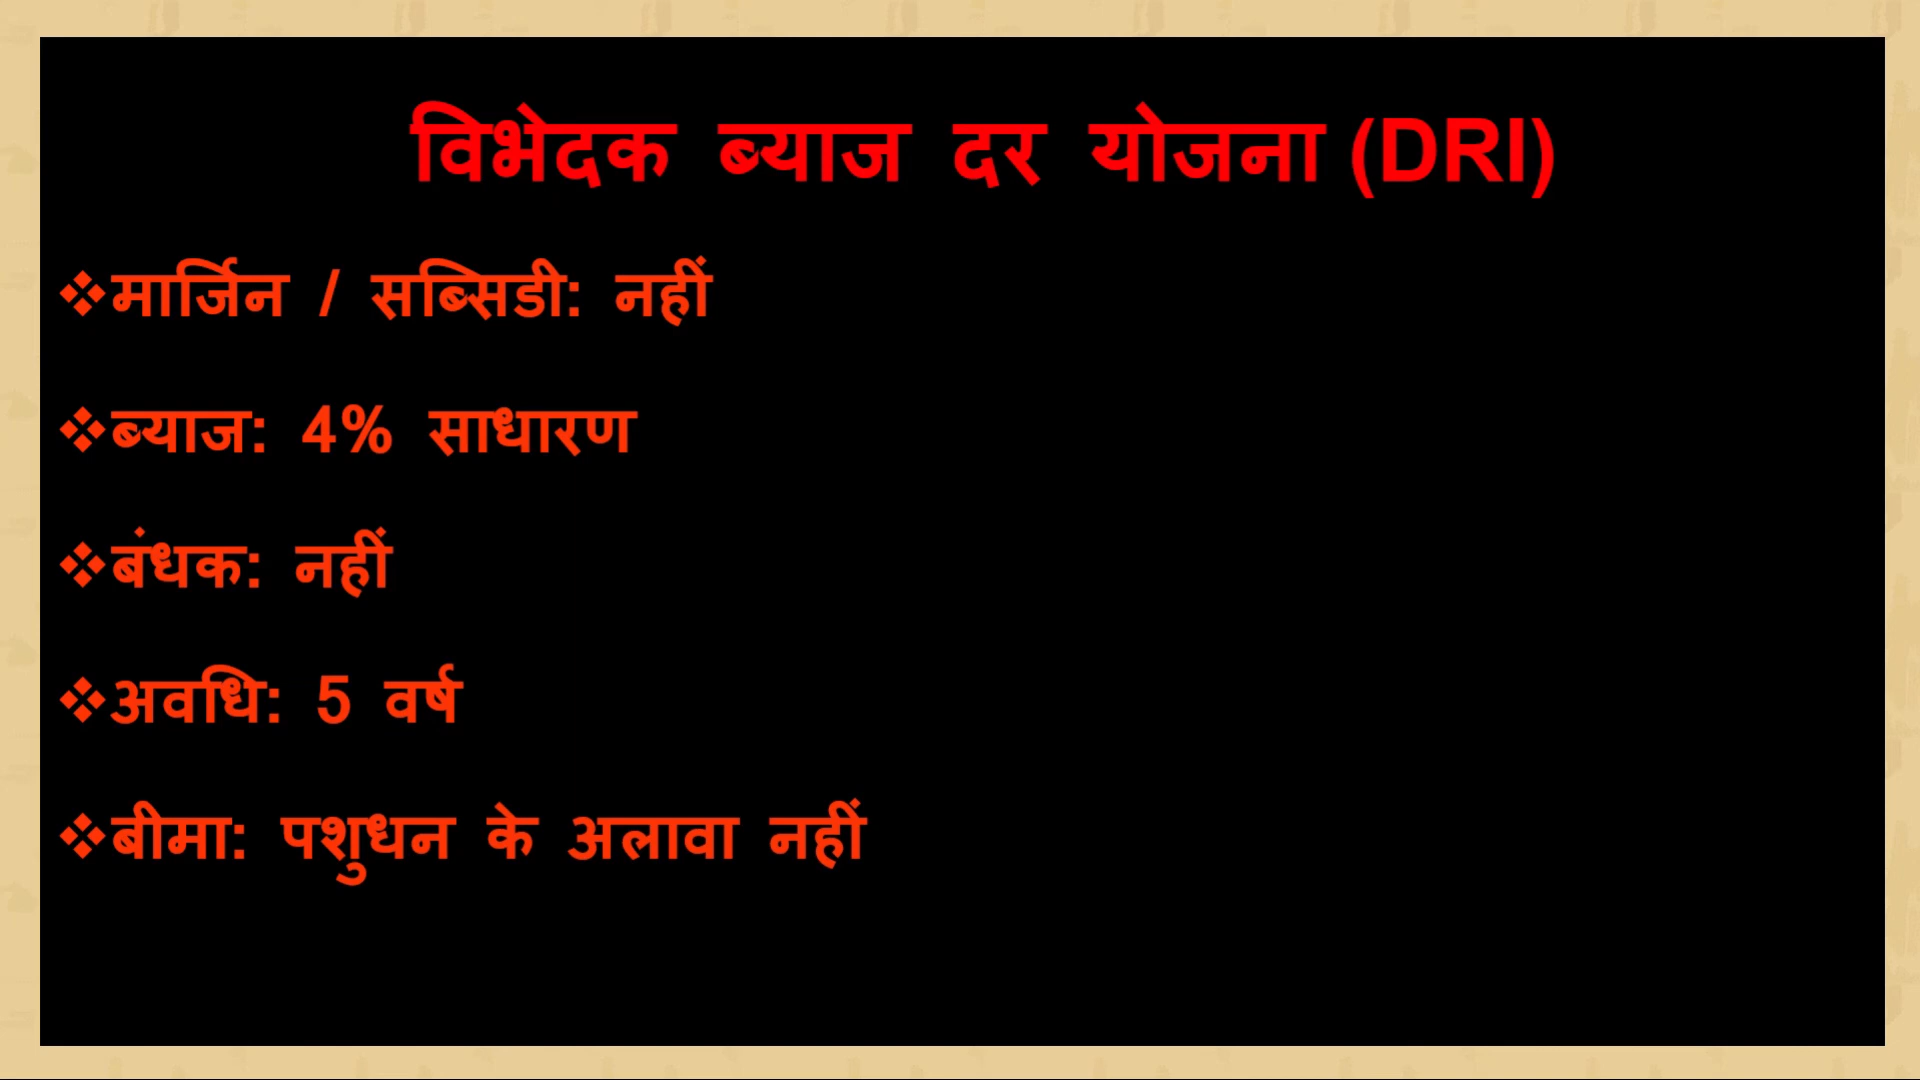 विभेदक ब्याज दर योजना (DRI)
❖मार्जिन / सब्सिडी: नहीं
❖ब्याज: 4% साधारण
❖बंधक: नहीं
❖अवधि: 5 वर्ष
❖बीमा: पशुधन के अलावा नहीं